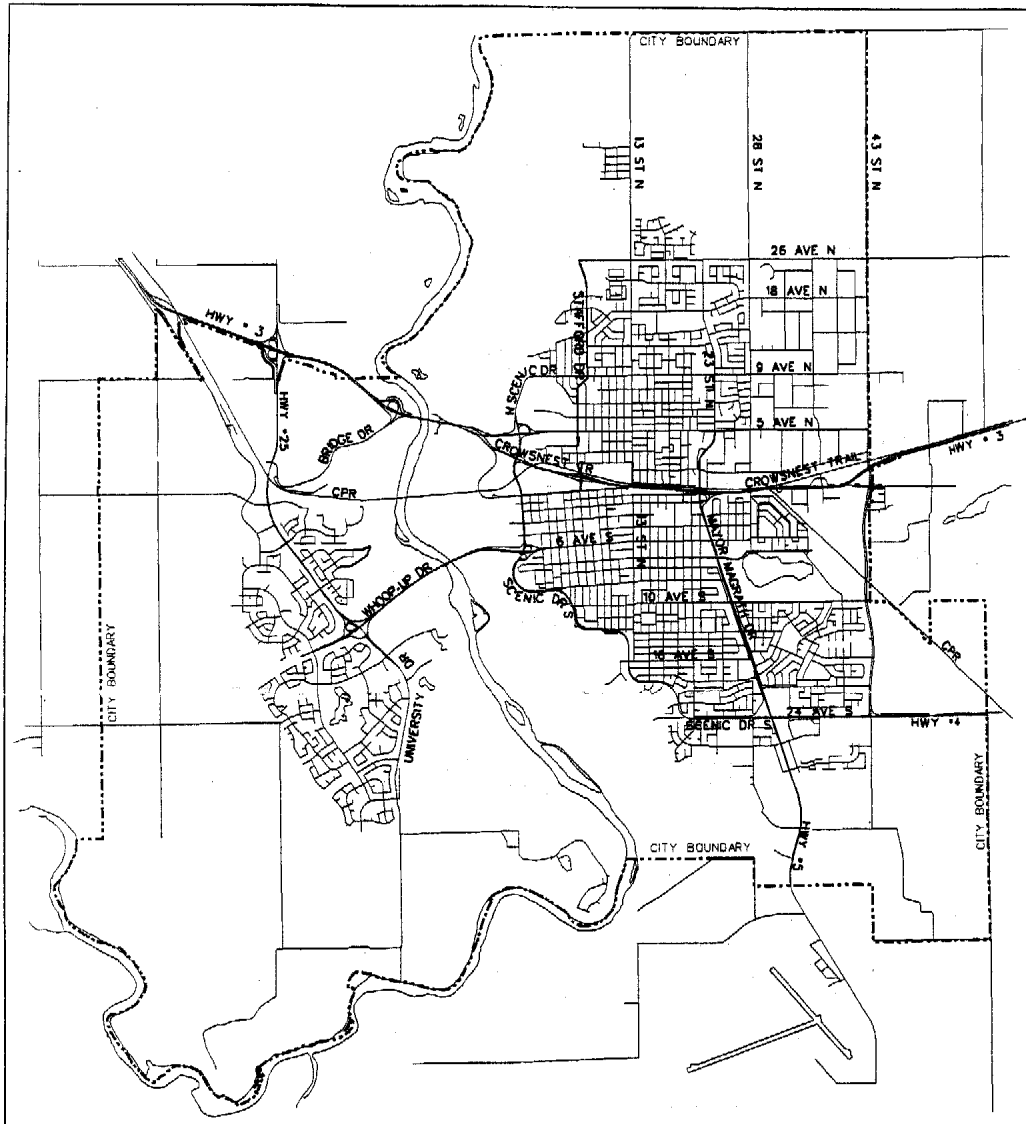 CITY BOUNDARY
13 ST N
28 ST N
43 ST N
26 AVE N
18 AVE N
HWY # 3
STAFFORD DR
23 ST N
9 AVE N
N SCENIC DR
HWY #25
BRIDGE DR
5 AVE N
HWY # 3
CROWSNEST TR
CROWSNEST TRAIL
CPR
13 ST N
MAYOR MAGRATH DR
6 AVE S
WHOOP-UP DR
SCENIC DR S
10 AVE S
CPR
16 AVE S
CITY BOUNDARY
UNIVERSITY DR
24 AVE S
SCENIC DR S
HWY #4
CITY BOUNDARY
CITY BOUNDARY
HWY #5